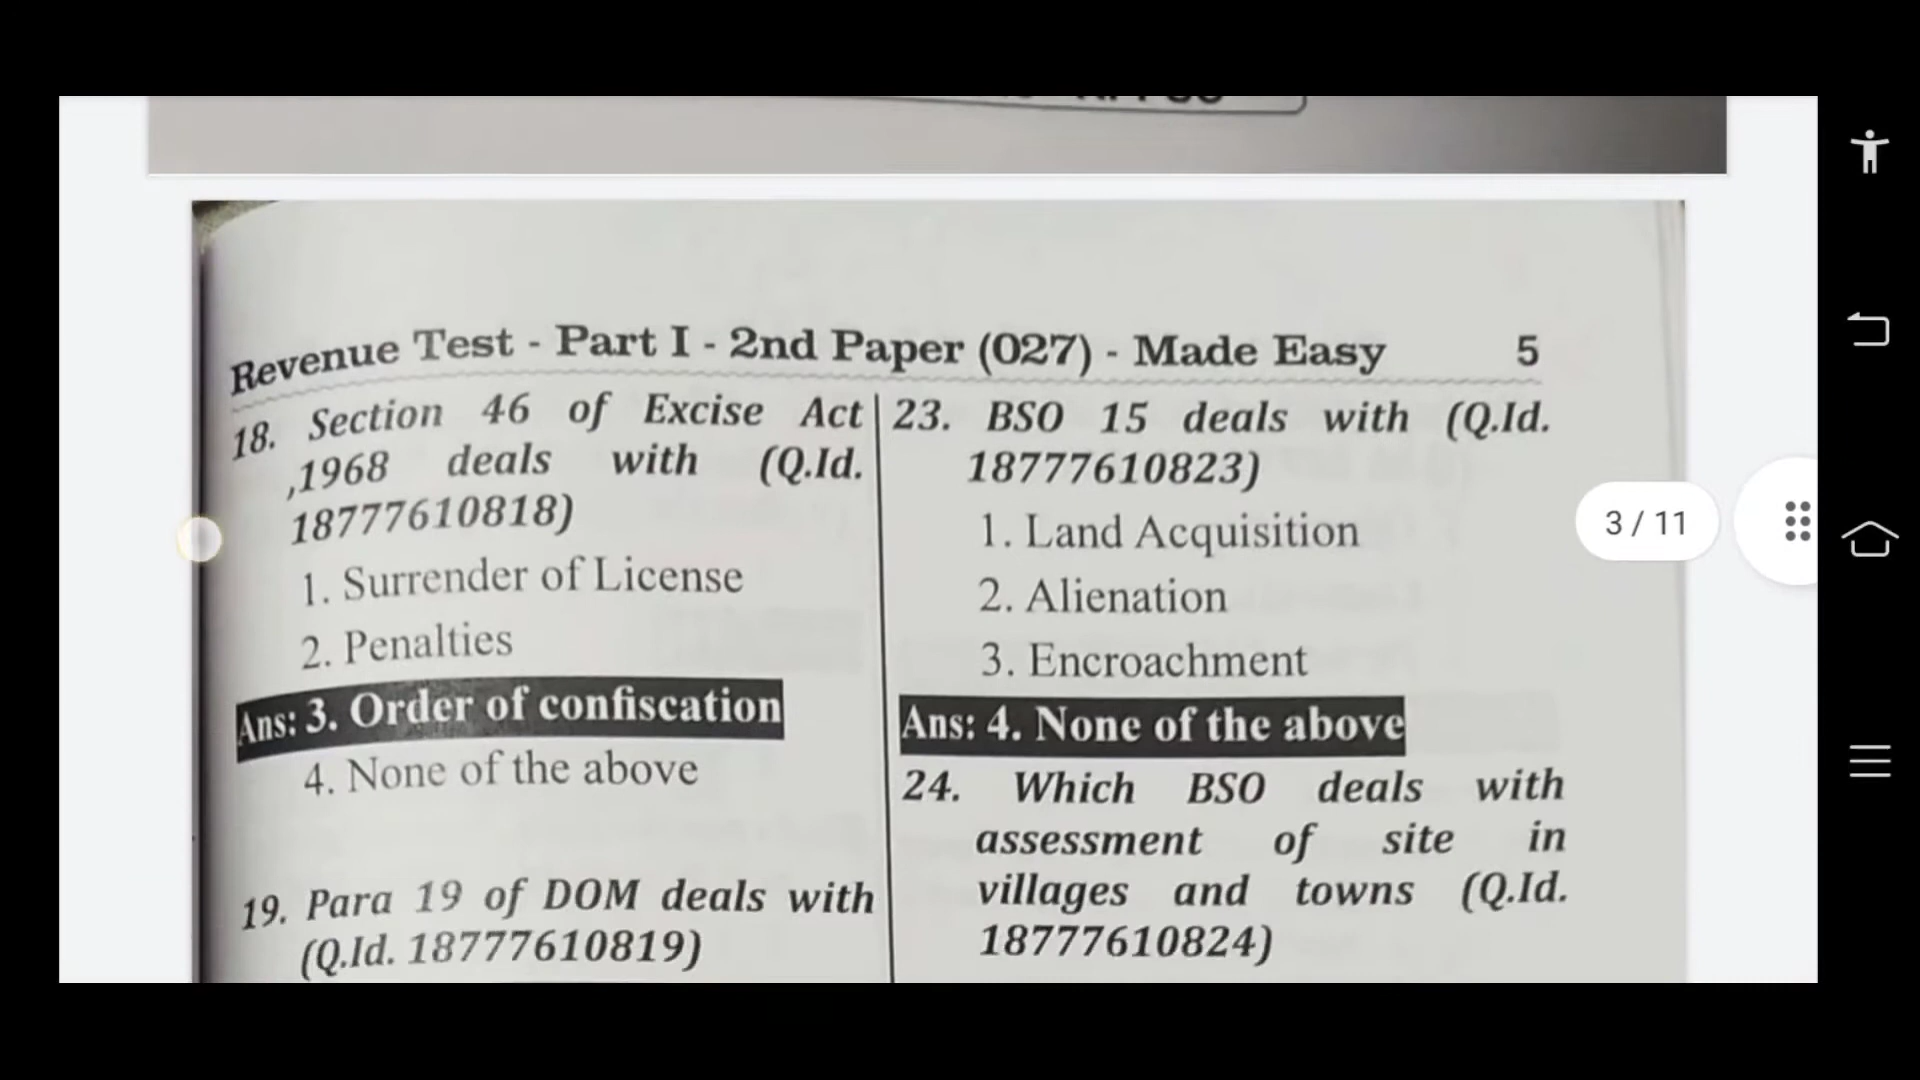 Revenue Test - Part I - 2nd Paper (027) - Made Easy 5
18. Section 46 of Excise Act
,1968 deals with (Q.Id.
18777610818)
1. Surrender of License
2. Penalties
Ans: 3. Order of confiscation
4. None of the above
19. Para 19 of DOM deals with
(Q.Id. 18777610819)
23. BSO 15 deals with (Q.Id.
18777610823)
1. Land Acquisition
2. Alienation
3. Encroachment
Ans: 4. None of the above
24. Which BSO deals with
assessment of site in
villages and towns (Q.Id.
18777610824)
3 / 11